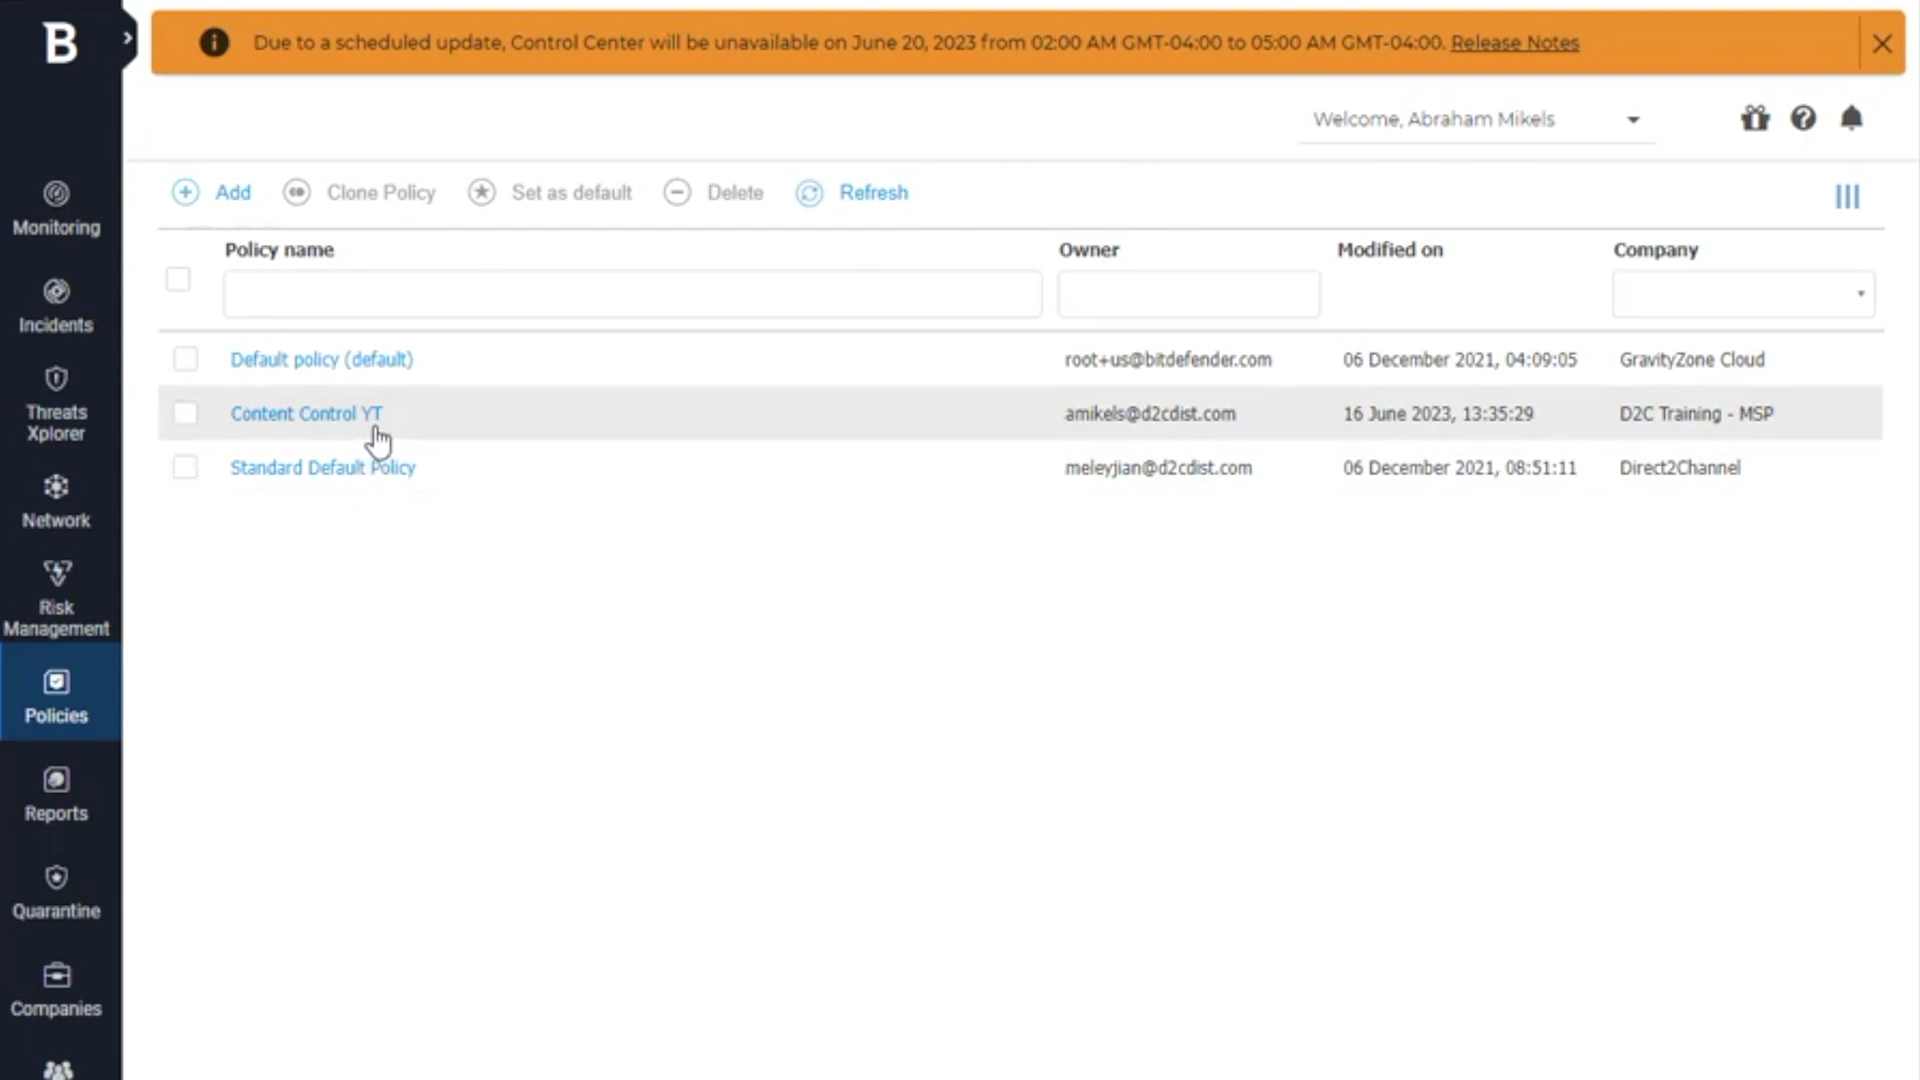 B
Due to a scheduled update, Control Center will be unavailable on June 20, 2023 from 02:00 AM GMT-04:00 to 05:00 AM GMT-04:00. Release Notes
Welcome, Abraham Mikels
Add Clone Policy Set as default Delete Refresh
Policy name Owner Modified on Company
Default policy (default) root+us@bitdefender.com 06 December 2021, 04:09:05 GravityZone Cloud
Content Control YT amikels@d2cdist.com 16 June 2023, 13:35:29 D2C Training - MSP
Standard Default Policy meleyjian@d2cdist.com 06 December 2021, 08:51:11 Direct2Channel
Monitoring
Incidents
Threats
Xplorer
Network
Risk
Management
Policies
Reports
Quarantine
Companies